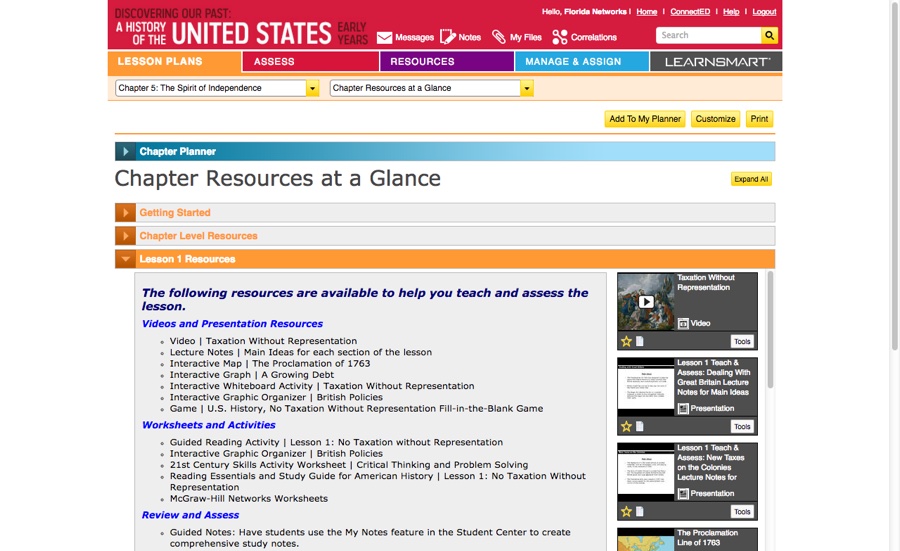 DISCOVERING OUR PAST:
A HISTORY OF THE UNITED STATES EARLY YEARS
Hello, Florida Networks | Home | ConnectED | Help | Logout
Messages Notes My Files Correlations
Search
LESSON PLANS ASSESS RESOURCES MANAGE & ASSIGN LEARNSMART
Chapter 5: The Spirit of Independence
Chapter Resources at a Glance
Add To My Planner Customize Print
Chapter Planner
Chapter Resources at a Glance
Expand All
Getting Started
Chapter Level Resources
Lesson 1 Resources
The following resources are available to help you teach and assess the
lesson.
Videos and Presentation Resources
Video | Taxation Without Representation
Lecture Notes | Main Ideas for each section of the lesson
Interactive Map | The Proclamation of 1763
Interactive Graph | A Growing Debt
Interactive Whiteboard Activity | Taxation Without Representation
Interactive Graphic Organizer | British Policies
Game | U.S. History, No Taxation Without Representation Fill-in-the-Blank Game
Worksheets and Activities
Guided Reading Activity | Lesson 1: No Taxation without Representation
Interactive Graphic Organizer | British Policies
21st Century Skills Activity Worksheet | Critical Thinking and Problem Solving
Reading Essentials and Study Guide for American History | Lesson 1: No Taxation Without
Representation
McGraw-Hill Networks Worksheets
Review and Assess
Guided Notes: Have students use the My Notes feature in the Student Center to create
comprehensive study notes.
Taxation Without
Representation
Video
Tools
Lesson 1 Teach &
Assess: Dealing With
Great Britain Lecture
Notes for Main Ideas
Presentation
Tools
Lesson 1 Teach &
Assess: New Taxes
on the Colonies
Lecture Notes for
Presentation
Tools
The Proclamation
Line of 1763